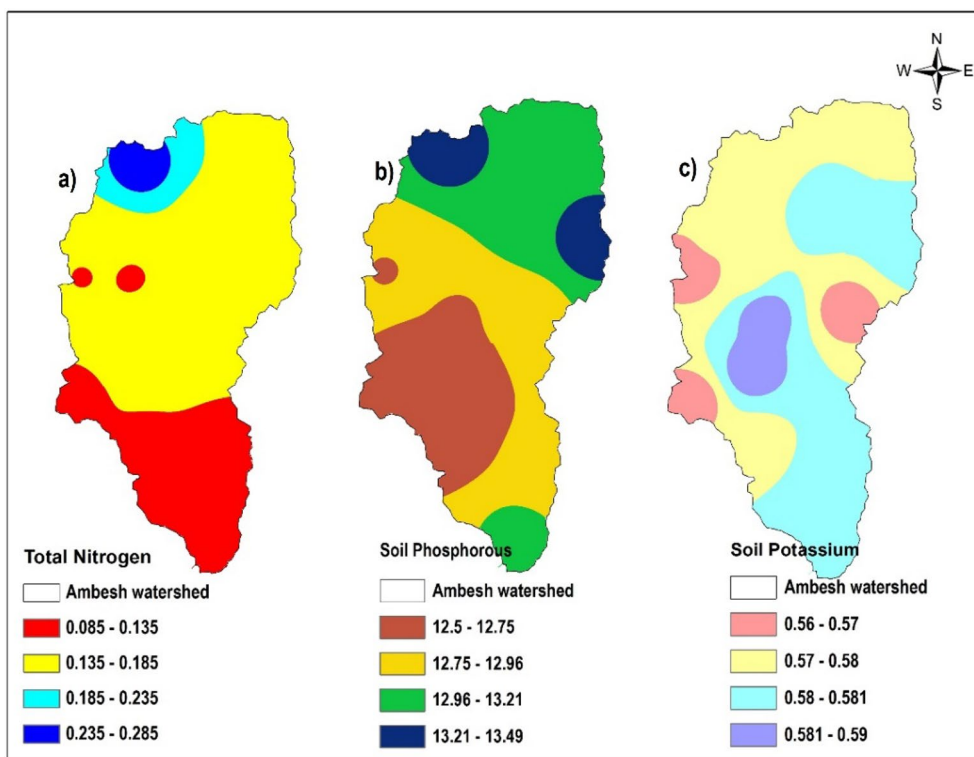 N
W E
S
a)
b)
c)
Total Nitrogen
Ambesh watershed
0.085 - 0.135
0.135 - 0.185
0.185 - 0.235
0.235 - 0.285
Soil Phosphorous
Ambesh watershed
12.5 - 12.75
12.75 - 12.96
12.96 - 13.21
13.21 - 13.49
Soil Potassium
Ambesh watershed
0.56 - 0.57
0.57 - 0.58
0.58 - 0.581
0.581 - 0.59